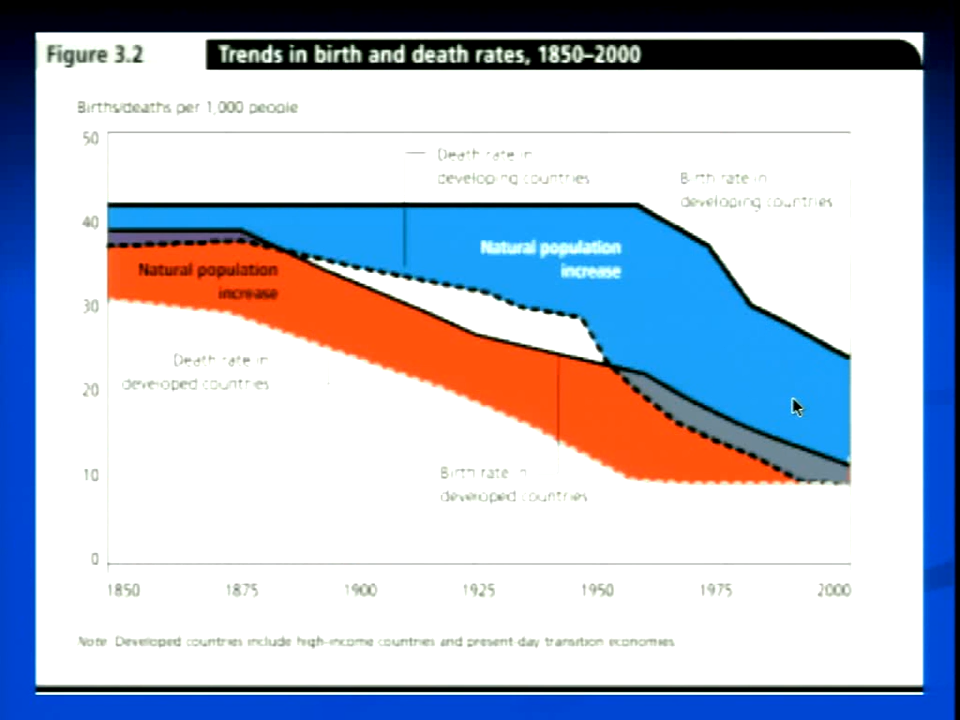 Figure 3.2 Trends in birth and death rates, 1850–2000
Births/deaths per 1,000 people
50
Death rate in
developing countries
Birth rate in
developing countries
40
Natural population
increase
Natural population
increase
30
Death rate in
developed countries
20
10
Birth rate in
developed countries
0
1850 1875 1900 1925 1950 1975 2000
Note: Developed countries include high-income countries and present-day transition economies.